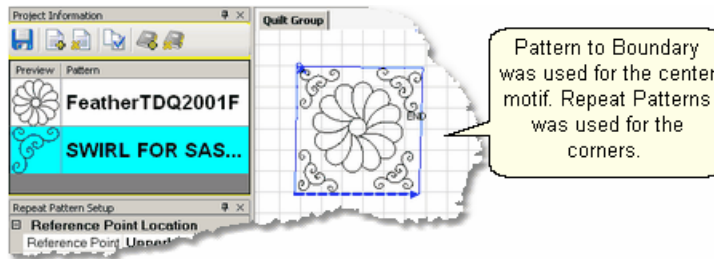 Project Information
Preview Pattern
FeatherTDQ2001F
SWIRL FOR SAS...
Repeat Pattern Setup
Reference Point Location
Reference Point
Quilt Group
END
Pattern to Boundary
was used for the center
motif. Repeat Patterns
was used for the
corners.